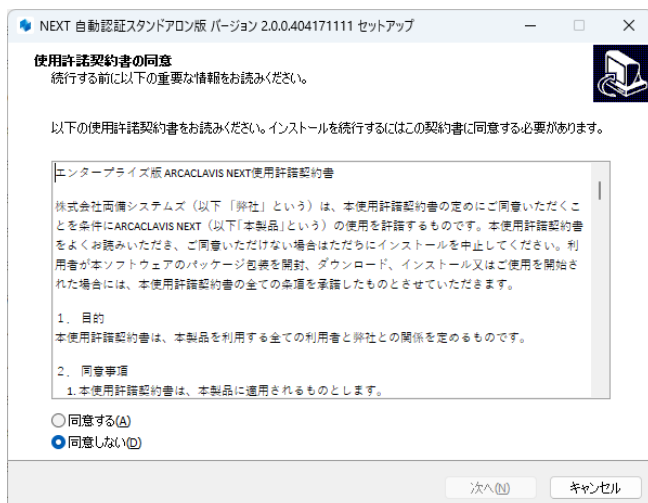 NEXT 自動認証スタンドアロン版 バージョン 2.0.0.404171111 セットアップ
使用許諾契約書の同意
続行する前に以下の重要な情報をお読みください。
以下の使用許諾契約書をお読みください。インストールを続行するにはこの契約書に同意する必要があります。
エンタープライズ版 ARCACLAVIS NEXT使用許諾契約書
株式会社両備システムズ（以下 「弊社」という）は、本使用許諾契約書の定めにご同意いただくこ
とを条件にARCACLAVIS NEXT（以下「本製品」という）の使用を許諾するものです。本使用許諾契約書
をよくお読みいただき、ご同意いただけない場合はただちにインストールを中止してください。利
用者が本ソフトウェアのパッケージ包装を開封、ダウンロード、インストール又はご使用を開始さ
れた場合には、本使用許諾契約書の全ての条項を承諾したものとさせていただきます。
１．目的
本使用許諾契約書は、本製品を利用する全ての利用者と弊社との関係を定めるものです。
２．同意事項
1. 本使用許諾契約書は、本製品に適用されるものとします。
同意する(A)
同意しない(D)
次へ(N)
キャンセル